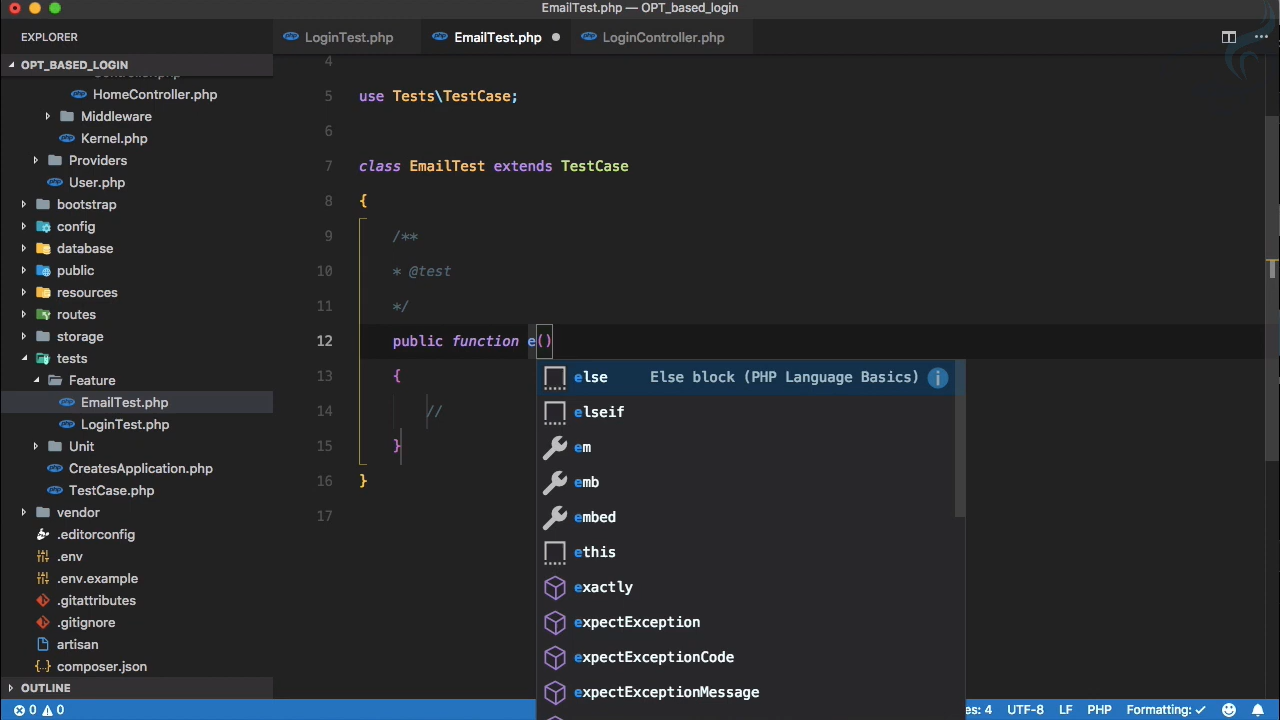 EmailTest.php — OPT_based_login
EXPLORER
LoginTest.php
EmailTest.php
LoginController.php
OPT_BASED_LOGIN
HomeController.php
Middleware
Kernel.php
Providers
User.php
bootstrap
config
database
public
resources
routes
storage
tests
Feature
EmailTest.php
LoginTest.php
Unit
CreatesApplication.php
TestCase.php
vendor
.editorconfig
.env
.env.example
.gitattributes
.gitignore
artisan
composer.json
OUTLINE
4
5 use Tests\TestCase;
6
7 class EmailTest extends TestCase
8 {
9 /**
10 * @test
11 */
12 public function e()
13 {
14 //
15 }
16 }
17
else Else block (PHP Language Basics)
elseif
em
emb
embed
ethis
exactly
expectException
expectExceptionCode
expectExceptionMessage
0 0 es: 4 UTF-8 LF PHP Formatting: ✓